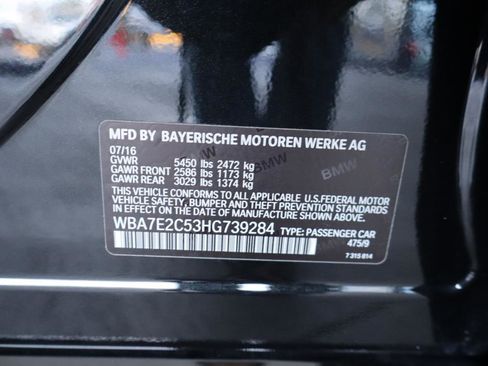 MFD BY BAYERISCHE MOTOREN WERKE AG
07/16
GVWR 5450 lbs 2472 kg
GAWR FRONT 2586 lbs 1173 kg
GAWR REAR 3029 lbs 1374 kg
THIS VEHICLE CONFORMS TO ALL APPLICABLE U.S.FEDERAL MOTOR
VEHICLE SAFETY, BUMPER AND THEFT PREVENTION STANDARDS
IN EFFECT ON THE DATE OF MANUFACTURE SHOWN ABOVE.
WBA7E2C53HG739284 TYPE: PASSENGER CAR
475/9
7 315 614
BMW
BMW